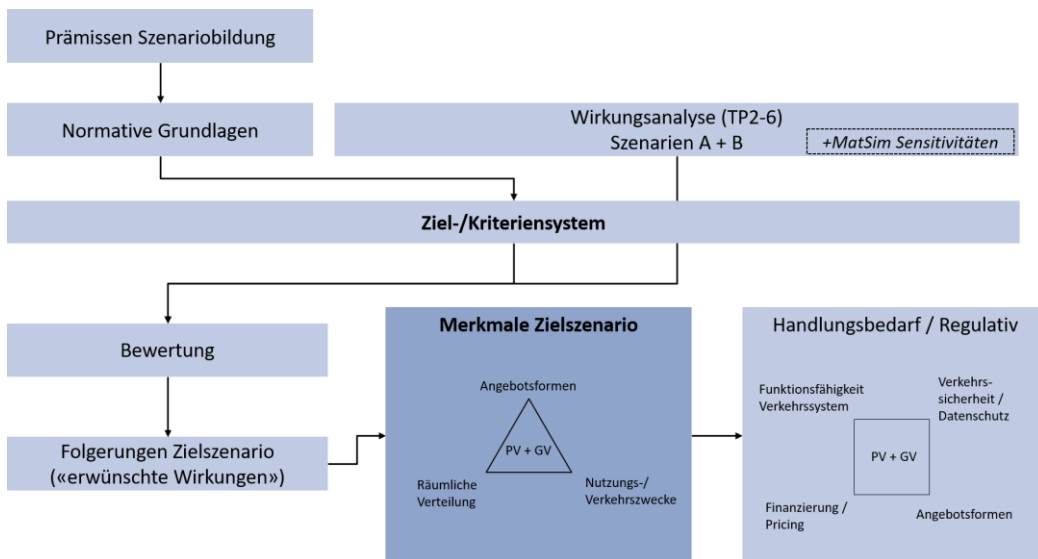 Prämissen Szenariobildung
Normative Grundlagen
Wirkungsanalyse (TP2-6)
Szenarien A + B
+MatSim Sensitivitäten
Ziel-/Kriteriensystem
Bewertung
Folgerungen Zielszenario
(«erwünschte Wirkungen»)
Merkmale Zielszenario
Angebotsformen
PV + GV
Räumliche
Verteilung
Nutzungs-/
Verkehrszwecke
Handlungsbedarf / Regulativ
Funktionsfähigkeit
Verkehrssystem
Verkehrs-
sicherheit /
Datenschutz
PV + GV
Finanzierung /
Pricing
Angebotsformen